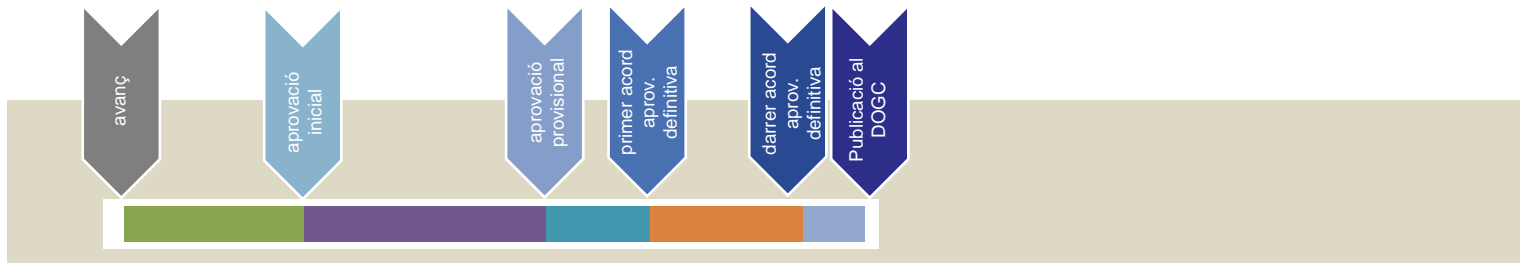 avanç
aprovació
inicial
aprovació
provisional
primer acord
aprov.
definitiva
darrer acord
aprov.
definitiva
Publicació al
DOGC